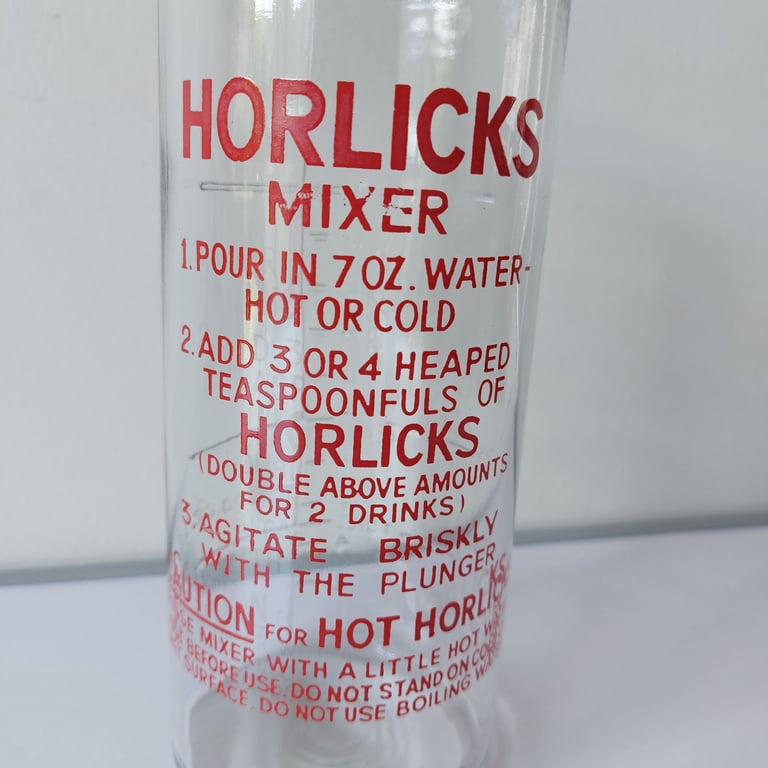 HORLICKS
MIXER
1. POUR IN 7 OZ. WATER-
HOT OR COLD
2. ADD 3 OR 4 HEAPED
TEASPOONFULS OF
HORLICKS
(DOUBLE ABOVE AMOUNTS
FOR 2 DRINKS)
3. AGITATE BRISKLY
WITH THE PLUNGER
CAUTION FOR HOT HORLICKS
MIXER WITH A LITTLE HOT
BEFORE USE. DO NOT STAND ON
SURFACE. DO NOT USE BOILING